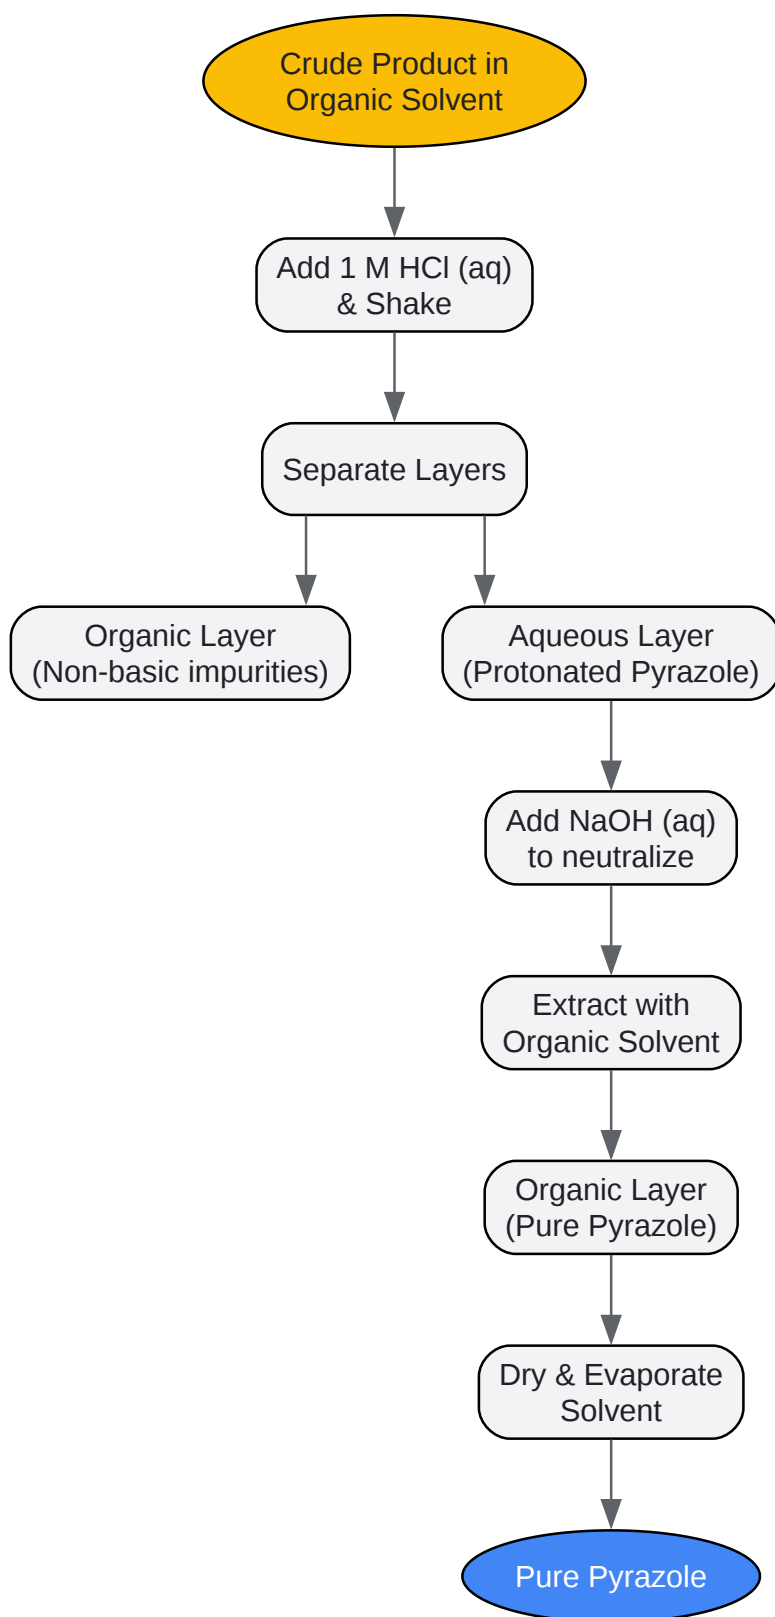 Crude Product in
Organic Solvent
Add 1 M HCl (aq)
& Shake
Separate Layers
Organic Layer
(Non-basic impurities)
Aqueous Layer
(Protonated Pyrazole)
Add NaOH (aq)
to neutralize
Extract with
Organic Solvent
Organic Layer
(Pure Pyrazole)
Dry & Evaporate
Solvent
Pure Pyrazole